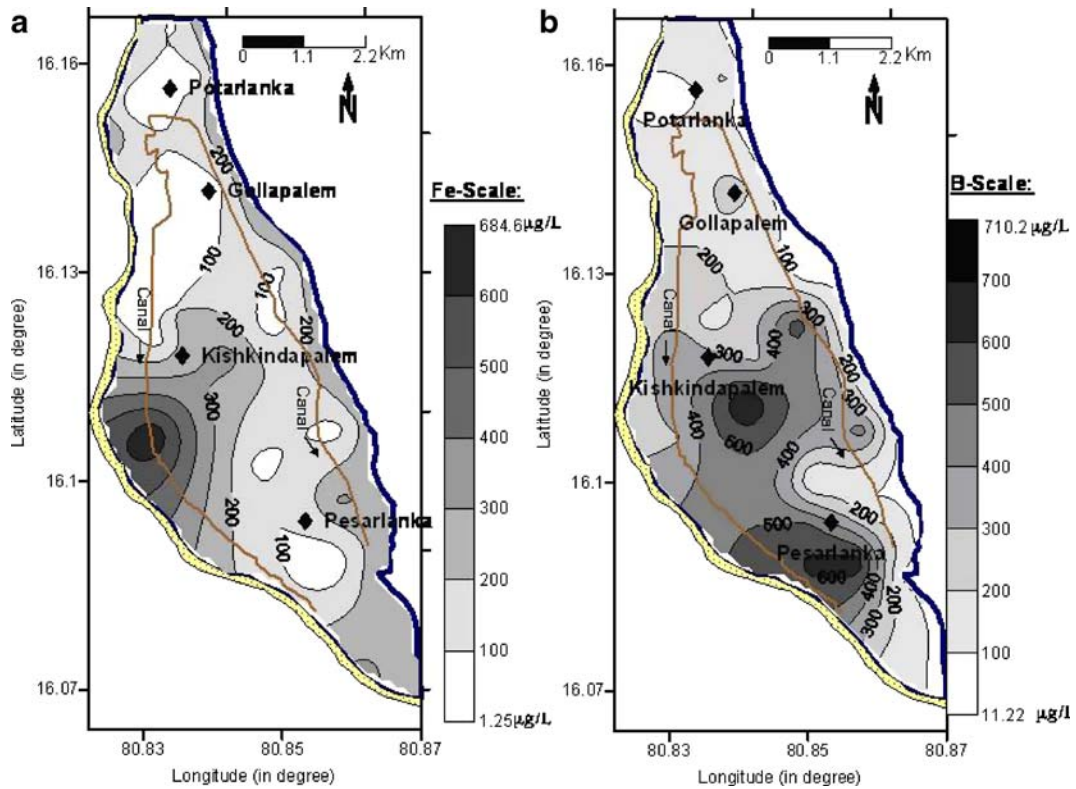 a
0 1.1 2.2 Km
N
16.16
16.13
16.1
16.07
Latitude (in degree)
Potarlanka
200
Gollapalem
100
100
Canal
200
200
Kishkindapalem
300
Canal
200
Pesarlanka
100
80.83 80.85 80.87
Longitude (in degree)
Fe-Scale:
684.6µg/L
600
500
400
300
200
100
1.25µg/L
b
0 1.1 2.2 Km
N
16.16
16.13
16.1
16.07
Latitude (in degree)
Potarlanka
Gollapalem
100
200
Canal
300
300
400
200
Kishkindapalem
300
Canal
400
400
200
500
Pesarlanka
600
400
200
300
80.83 80.85 80.87
Longitude (in degree)
B-Scale:
710.2µg/L
700
600
500
400
300
200
100
11.22 µg/L